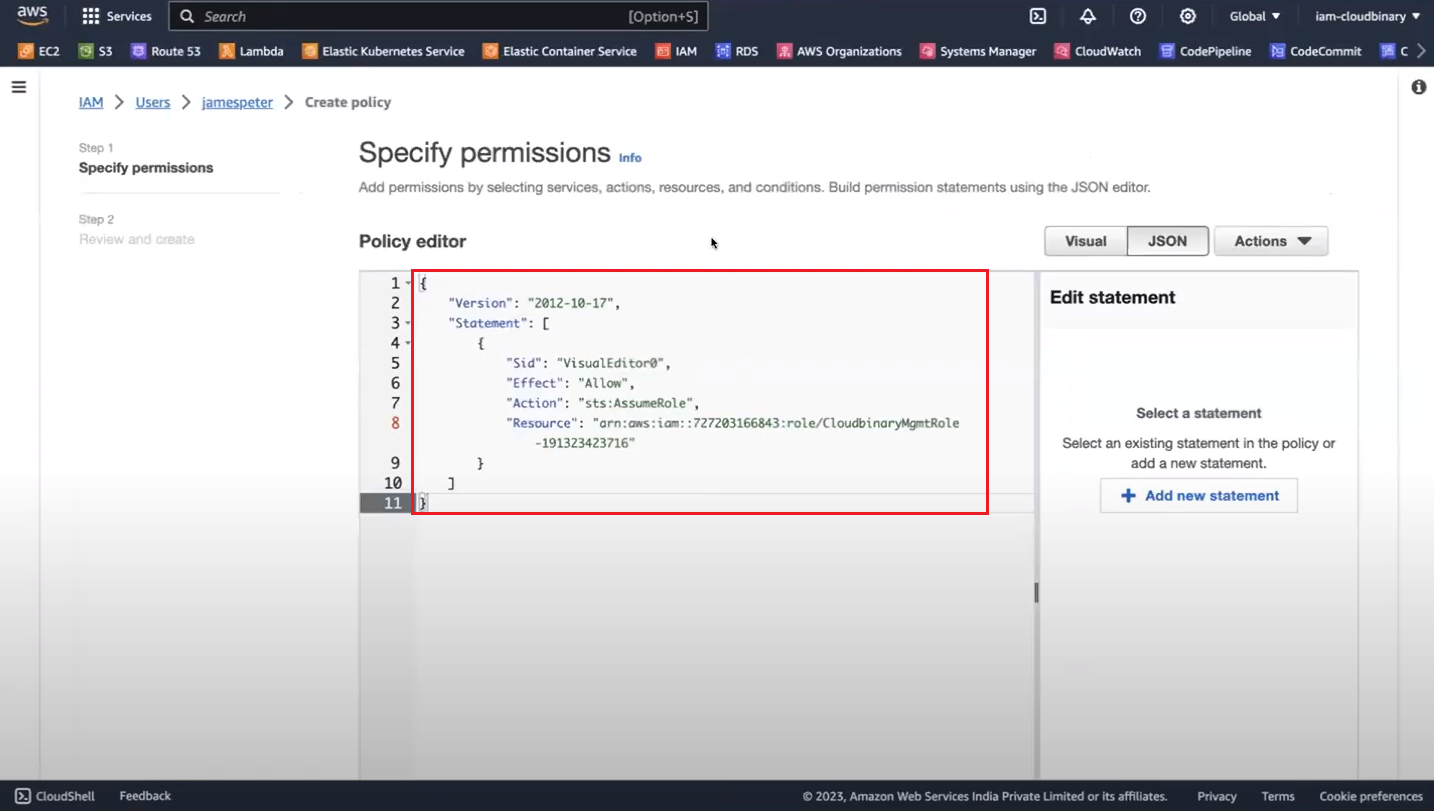 aws
Services
Search
[Option+S]
Global
iam-cloudbinary
EC2
S3
Route 53
Lambda
Elastic Kubernetes Service
Elastic Container Service
IAM
RDS
AWS Organizations
Systems Manager
CloudWatch
CodePipeline
CodeCommit
C
IAM
Users
jamespeter
Create policy
Step 1
Specify permissions
Step 2
Review and create
Specify permissions Info
Add permissions by selecting services, actions, resources, and conditions. Build permission statements using the JSON editor.
Policy editor
Visual
JSON
Actions
1 {
2 "Version": "2012-10-17",
3 "Statement": [
4 {
5 "Sid": "VisualEditor0",
6 "Effect": "Allow",
7 "Action": "sts:AssumeRole",
8 "Resource": "arn:aws:iam::727203166843:role/CloudbinaryMgmtRole
-191323423716"
9 }
10 ]
11 }
Edit statement
Select a statement
Select an existing statement in the policy or
add a new statement.
+ Add new statement
CloudShell
Feedback
© 2023, Amazon Web Services India Private Limited or its affiliates.
Privacy
Terms
Cookie preferences